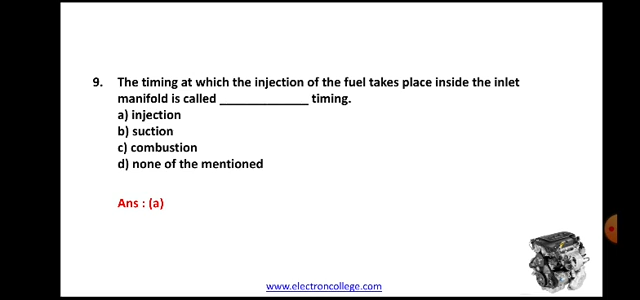 9. The timing at which the injection of the fuel takes place inside the inlet
manifold is called _____________ timing.
a) injection
b) suction
c) combustion
d) none of the mentioned
Ans : (a)
www.electroncollege.com